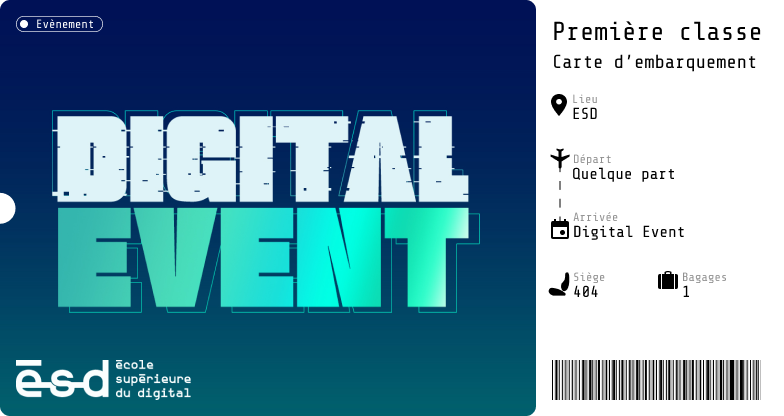 Evènement
DIGITAL
EVENT
ésd
école
supérieure
du digital
Première classe
Carte d’embarquement
Lieu
ESD
Départ
Quelque part
Arrivée
Digital Event
Siège
404
Bagages
1